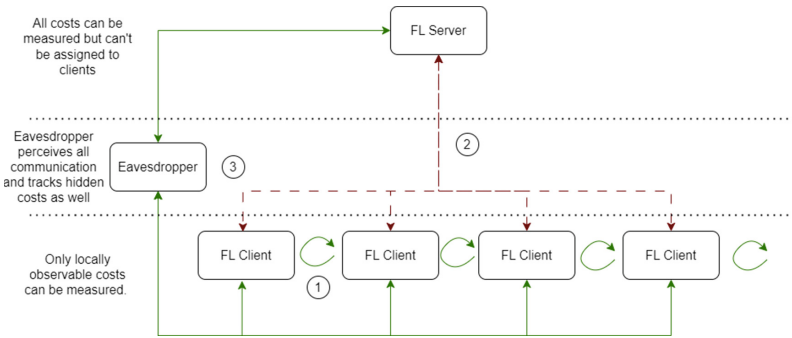 All costs can be
measured but can't
be assigned to
clients
FL Server
Eavesdropper
perceives all
communication
and tracks hidden
costs as well
Eavesdropper
3
2
Only locally
observable costs
can be measured.
FL Client
FL Client
FL Client
FL Client
1